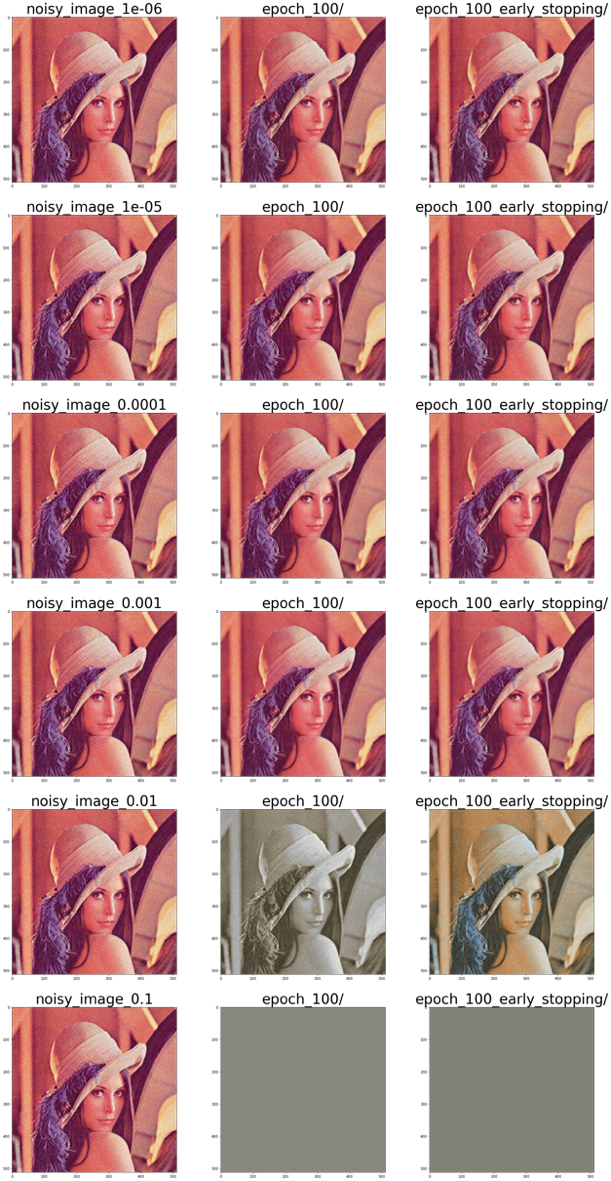 noisy_image_1e-06 epoch_100/ epoch_100_early_stopping/
noisy_image_1e-05 epoch_100/ epoch_100_early_stopping/
noisy_image_0.0001 epoch_100/ epoch_100_early_stopping/
noisy_image_0.001 epoch_100/ epoch_100_early_stopping/
noisy_image_0.01 epoch_100/ epoch_100_early_stopping/
noisy_image_0.1 epoch_100/ epoch_100_early_stopping/